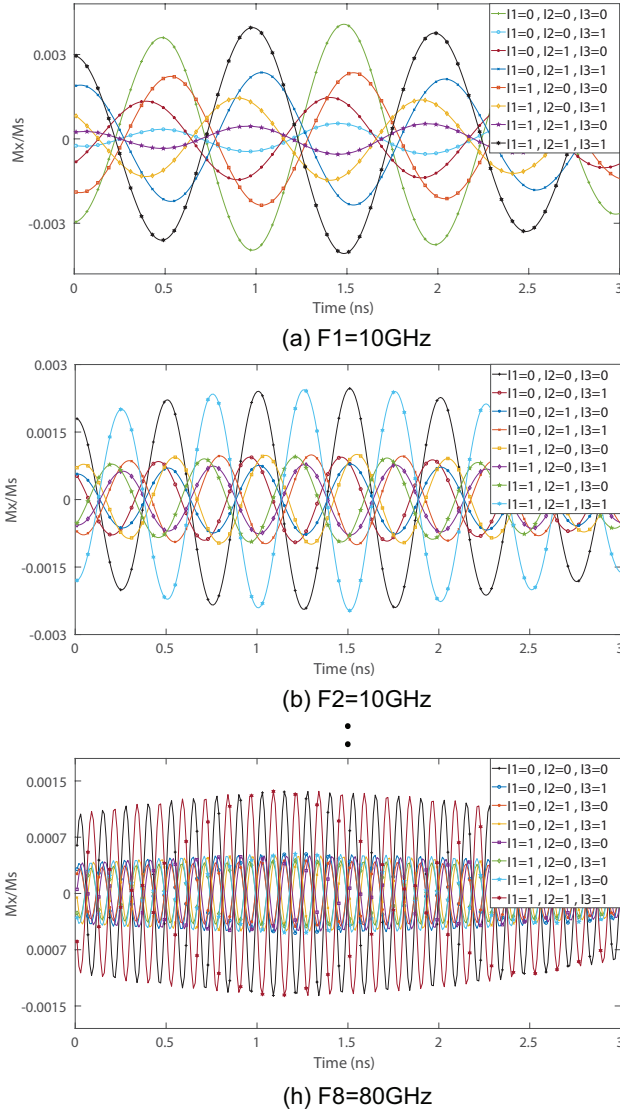 0.003
0
-0.003
Mx/Ms
I1=0 , I2=0 , I3=0
I1=0 , I2=0 , I3=1
I1=0 , I2=1 , I3=0
I1=0 , I2=1 , I3=1
I1=1 , I2=0 , I3=0
I1=1 , I2=0 , I3=1
I1=1 , I2=1 , I3=0
I1=1 , I2=1 , I3=1
0 0.5 1 1.5 2 2.5 3
Time (ns)
(a) F1=10GHz
0.003
0.0015
0
-0.0015
-0.003
Mx/Ms
I1=0 , I2=0 , I3=0
I1=0 , I2=0 , I3=1
I1=0 , I2=1 , I3=0
I1=0 , I2=1 , I3=1
I1=1 , I2=0 , I3=0
I1=1 , I2=0 , I3=1
I1=1 , I2=1 , I3=0
I1=1 , I2=1 , I3=1
0 0.5 1 1.5 2 2.5 3
Time (ns)
(b) F2=10GHz
0.0015
0.0007
0
0.0007
-0.0015
Mx/Ms
I1=0 , I2=0 , I3=0
I1=0 , I2=0 , I3=1
I1=0 , I2=1 , I3=0
I1=0 , I2=1 , I3=1
I1=1 , I2=0 , I3=0
I1=1 , I2=0 , I3=1
I1=1 , I2=1 , I3=0
I1=1 , I2=1 , I3=1
0 0.5 1 1.5 2 2.5 3
Time (ns)
(h) F8=80GHz